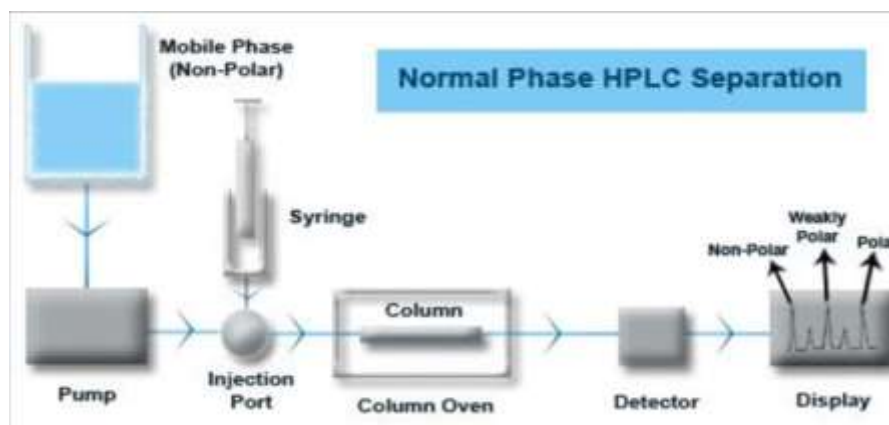 Mobile Phase
(Non-Polar)
Normal Phase HPLC Separation
Syringe
Weakly
Polar
Non-Polar
Pola
Column
Pump
Injection
Port
Column Oven
Detector
Display